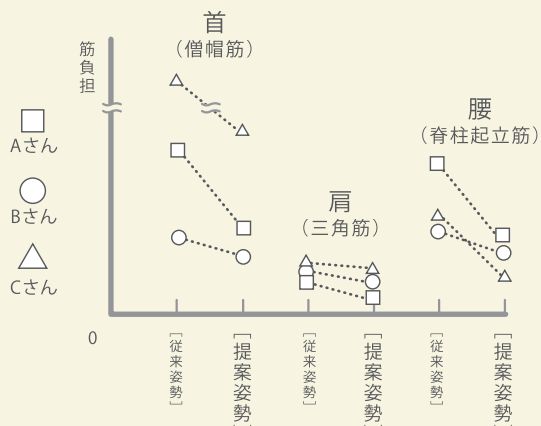 首
（僧帽筋）
筋負担
腰
（脊柱起立筋）
Aさん
Bさん
肩
（三角筋）
Cさん
0
［従来姿勢］
［提案姿勢］
［従来姿勢］
［提案姿勢］
［従来姿勢］
［提案姿勢］